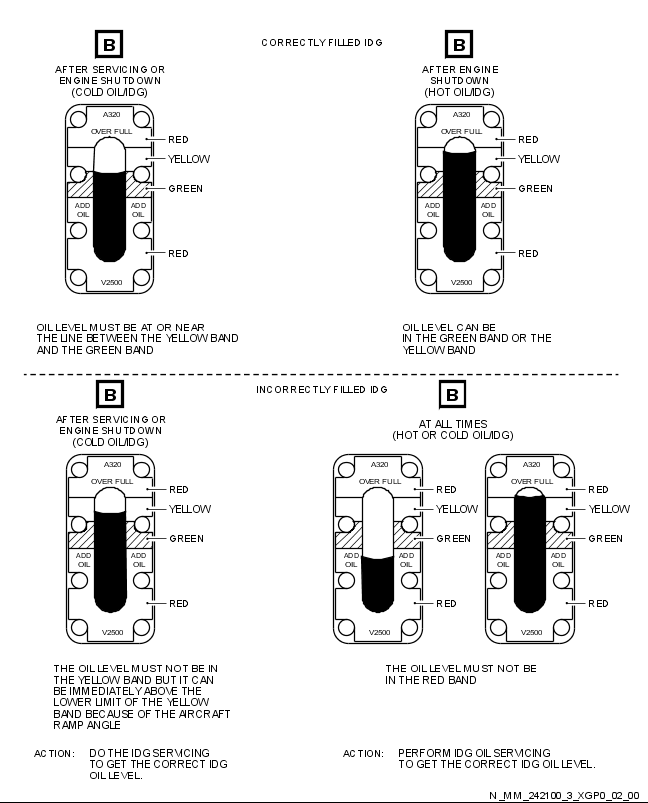 CORRECTLY FILLED IDG
B
AFTER SERVICING OR
ENGINE SHUTDOWN
(COLD OIL/IDG)
A320
OVER FULL
RED
YELLOW
GREEN
ADD
OIL
ADD
OIL
RED
V2500
OIL LEVEL MUST BE AT OR NEAR
THE LINE BETWEEN THE YELLOW BAND
AND THE GREEN BAND
B
AFTER ENGINE
SHUTDOWN
(HOT OIL/IDG)
A320
OVER FULL
RED
YELLOW
GREEN
ADD
OIL
ADD
OIL
RED
V2500
OIL LEVEL CAN BE
IN THE GREEN BAND OR THE
YELLOW BAND
INCORRECTLY FILLED IDG
B
AFTER SERVICING OR
ENGINE SHUTDOWN
(COLD OIL/IDG)
A320
OVER FULL
RED
YELLOW
GREEN
ADD
OIL
ADD
OIL
RED
V2500
THE OIL LEVEL MUST NOT BE IN
THE YELLOW BAND BUT IT CAN
BE IMMEDIATELY ABOVE THE
LOWER LIMIT OF THE YELLOW
BAND BECAUSE OF THE AIRCRAFT
RAMP ANGLE
ACTION: DO THE IDG SERVICING
TO GET THE CORRECT IDG
OIL LEVEL.
B
AT ALL TIMES
(HOT OR COLD OIL/IDG)
A320
OVER FULL
RED
YELLOW
GREEN
ADD
OIL
ADD
OIL
RED
V2500
A320
OVER FULL
RED
YELLOW
GREEN
ADD
OIL
ADD
OIL
RED
V2500
THE OIL LEVEL MUST NOT BE
IN THE RED BAND
ACTION: PERFORM IDG OIL SERVICING
TO GET THE CORRECT IDG OIL LEVEL.
N_MM_242100_3_XGP0_02_00